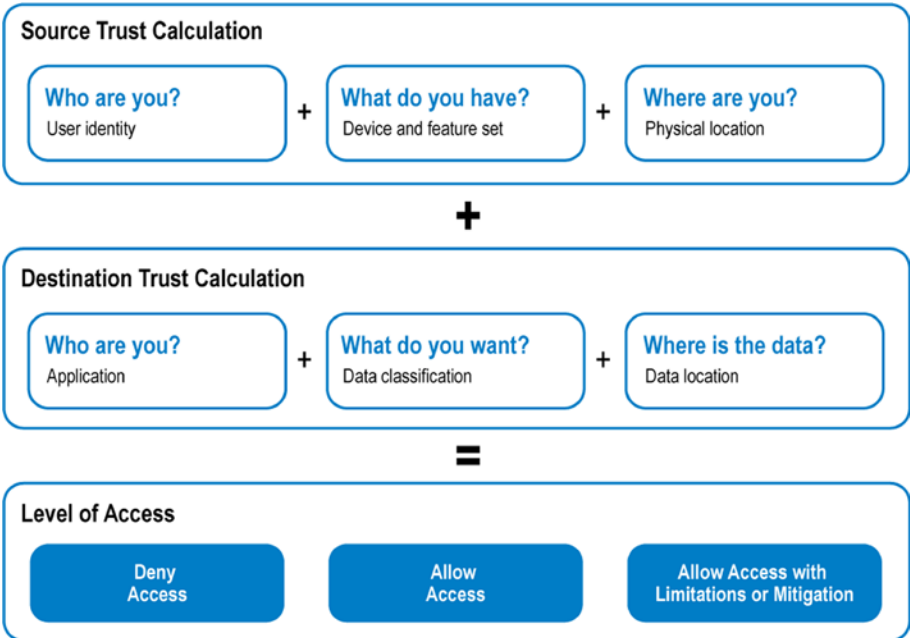 Source Trust Calculation
Who are you?
User identity
+
What do you have?
Device and feature set
+
Where are you?
Physical location
+
Destination Trust Calculation
Who are you?
Application
+
What do you want?
Data classification
+
Where is the data?
Data location
=
Level of Access
Deny
Access
Allow
Access
Allow Access with
Limitations or Mitigation